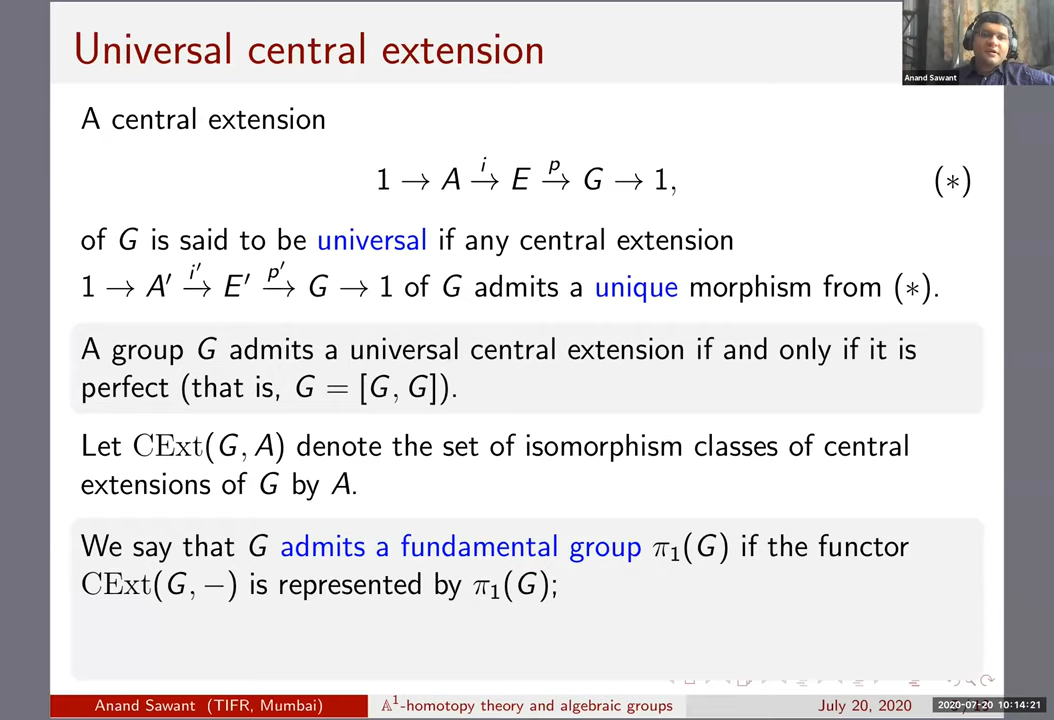 Universal central extension
Anand Sawant
A central extension
1 → A →^i E →^p G → 1, (∗)
of G is said to be universal if any central extension
1 → A′ →^{i′} E′ →^{p′} G → 1 of G admits a unique morphism from (∗).
A group G admits a universal central extension if and only if it is
perfect (that is, G = [G, G]).
Let CExt(G, A) denote the set of isomorphism classes of central
extensions of G by A.
We say that G admits a fundamental group π₁(G) if the functor
CExt(G, −) is represented by π₁(G);
Anand Sawant (TIFR, Mumbai) 𝔸¹-homotopy theory and algebraic groups July 20, 2020 2020-07-20 10:14:21